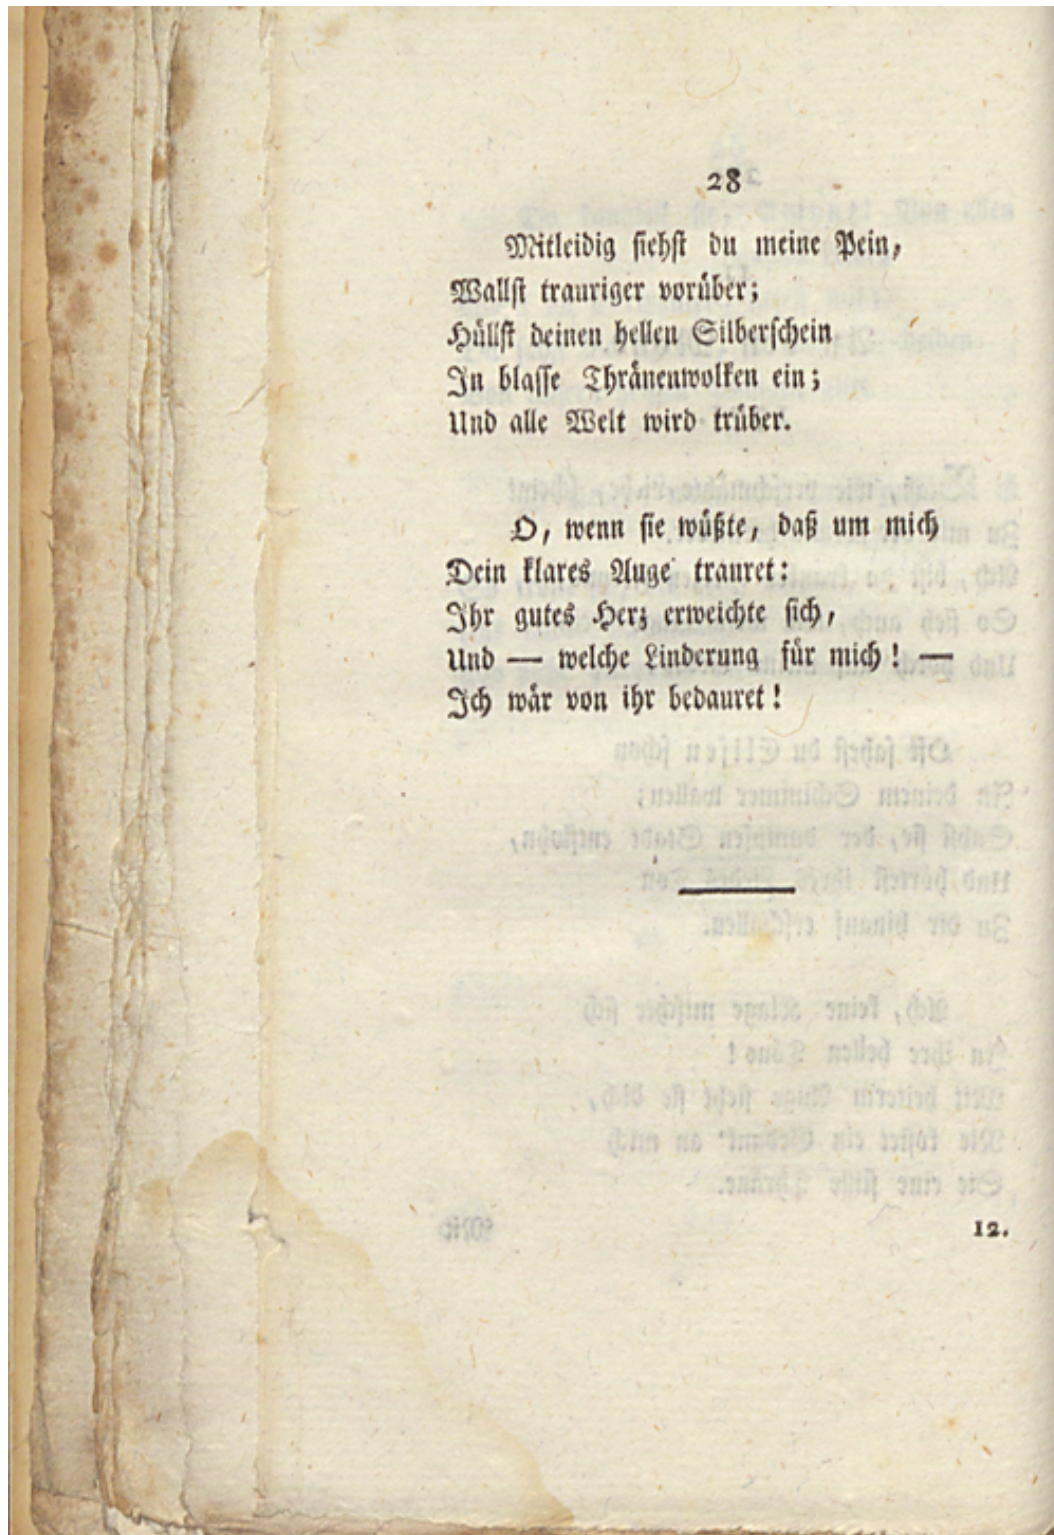 28
Mitleidig siehst du meine Pein,
Wallst trauriger vorüber;
Hüllst deinen hellen Silberschein
In blasse Thränenwolken ein;
Und alle Welt wird trüber.
O, wenn sie wüßte, daß um mich
Dein klares Auge trauret:
Ihr gutes Herz erweichte sich,
Und — welche Linderung für mich! —
Ich wär von ihr bedauret!
12.